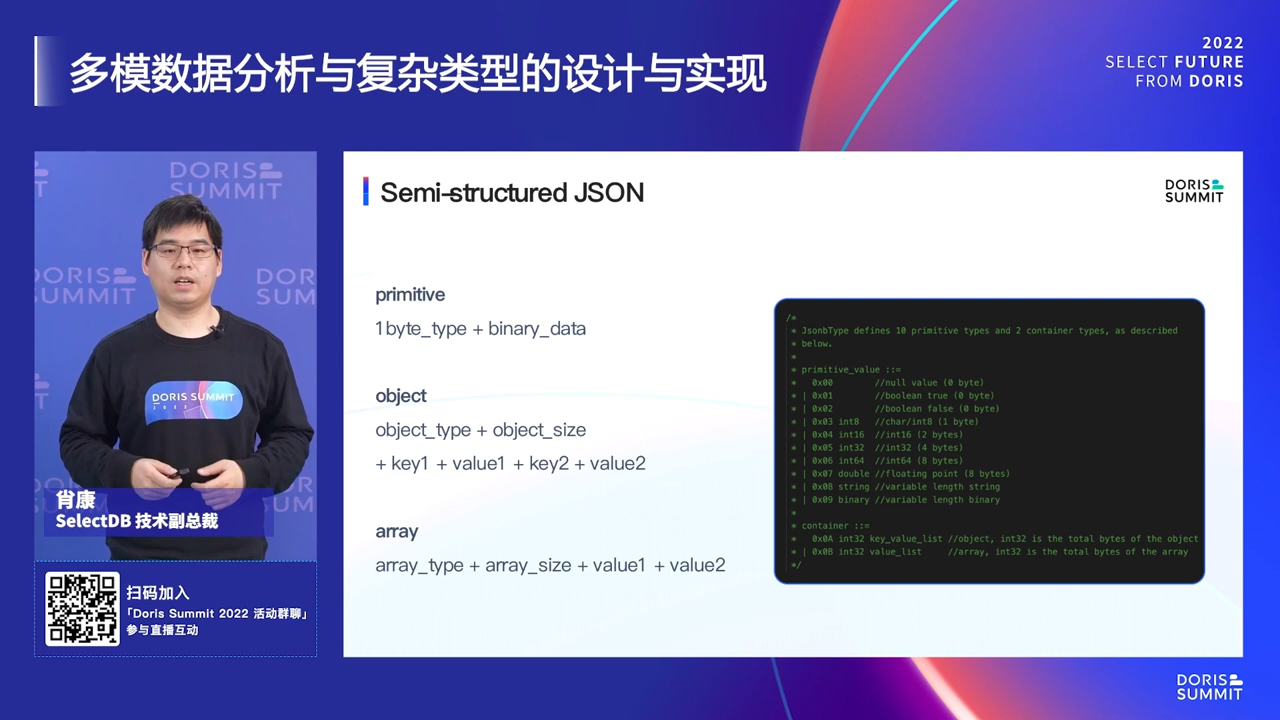 多模数据分析与复杂类型的设计与实现
2022
SELECT FUTURE
FROM DORIS
DORIS
SUMMIT
DORIS SUMMIT
2022
肖康
SelectDB 技术副总裁
扫码加入
「Doris Summit 2022 活动群聊」
参与直播互动
Semi-structured JSON
DORIS
SUMMIT
primitive
1byte_type + binary_data
object
object_type + object_size
+ key1 + value1 + key2 + value2
array
array_type + array_size + value1 + value2
/*
* JsonbType defines 10 primitive types and 2 container types, as described
* below.
*
* primitive_value ::=
*   0x00        //null value (0 byte)
* | 0x01        //boolean true (0 byte)
* | 0x02        //boolean false (0 byte)
* | 0x03 int8   //char/int8 (1 byte)
* | 0x04 int16  //int16 (2 bytes)
* | 0x05 int32  //int32 (4 bytes)
* | 0x06 int64  //int64 (8 bytes)
* | 0x07 double //floating point (8 bytes)
* | 0x08 string //variable length string
* | 0x09 binary //variable length binary
*
* container ::=
*   0x0A int32 key_value_list //object, int32 is the total bytes of the object
* | 0x0B int32 value_list     //array, int32 is the total bytes of the array
*/
DORIS
SUMMIT